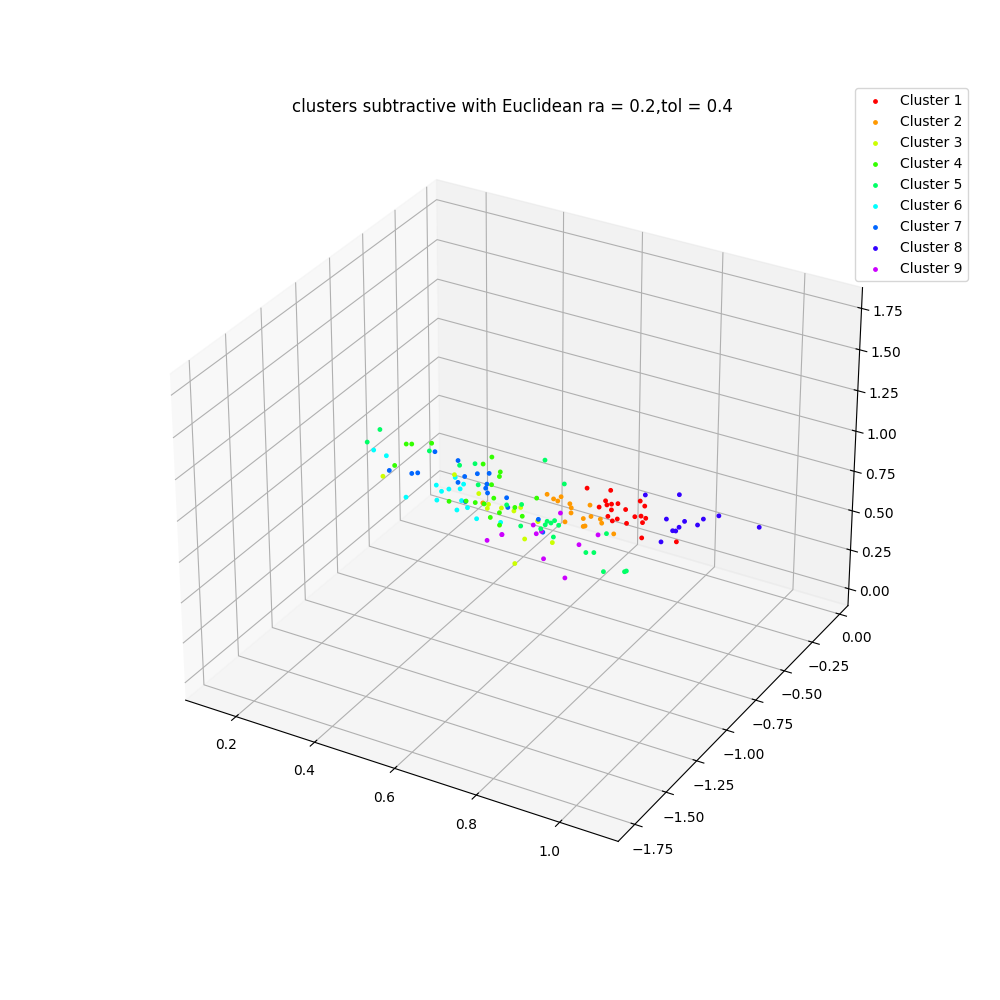 clusters subtractive with Euclidean ra = 0.2,tol = 0.4
Cluster 1
Cluster 2
Cluster 3
Cluster 4
Cluster 5
Cluster 6
Cluster 7
Cluster 8
Cluster 9
1.75
1.50
1.25
1.00
0.75
0.50
0.25
0.00
0.00
−0.25
−0.50
−0.75
−1.00
−1.25
−1.50
−1.75
0.2
0.4
0.6
0.8
1.0